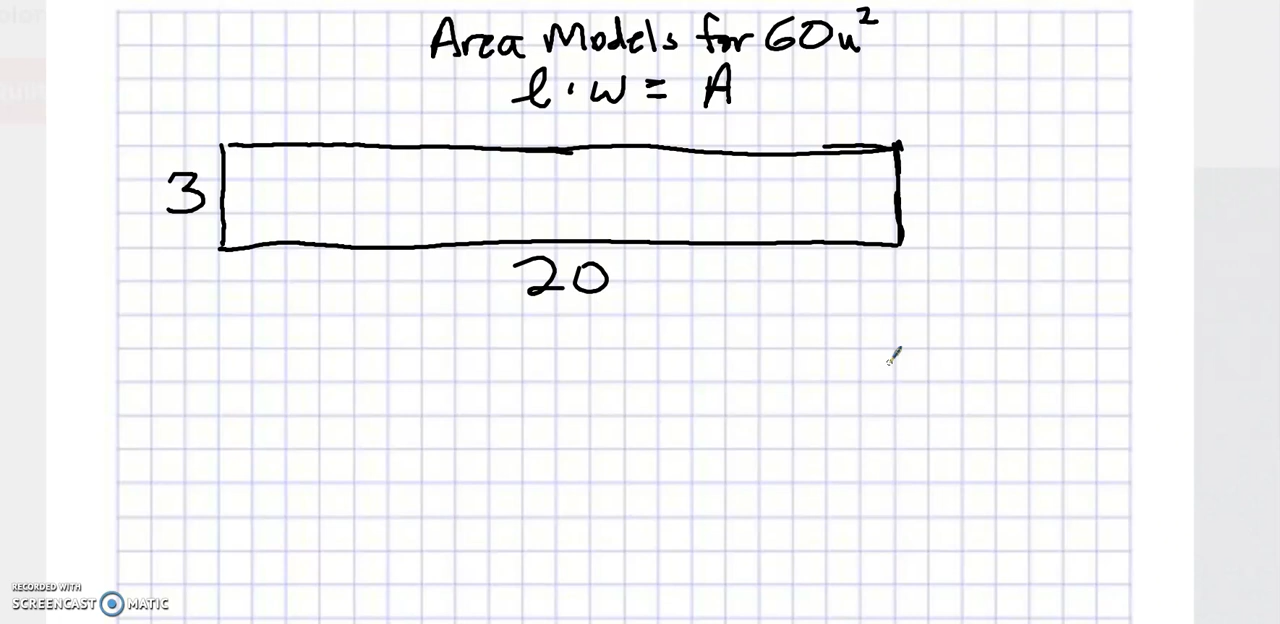 Area Models for 60u²
l · w = A
3
20
RECORDED WITH
SCREENCAST MATIC